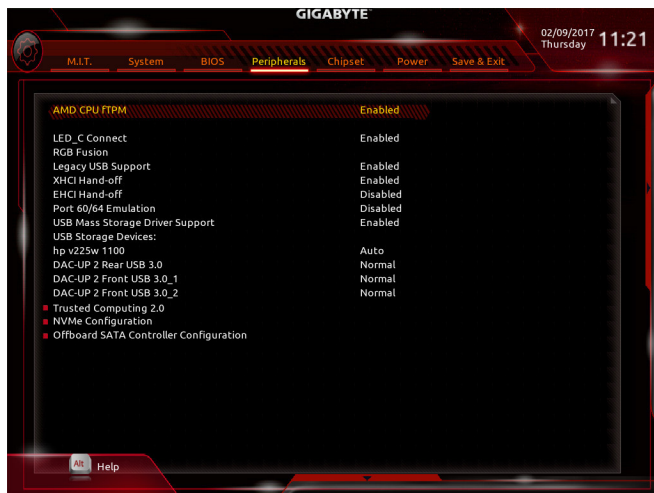 GIGABYTE™
02/09/2017 Thursday 11:21
M.I.T. System BIOS Peripherals Chipset Power Save & Exit
AMD CPU fTPM Enabled
LED_C Connect Enabled
RGB Fusion
Legacy USB Support Enabled
XHCI Hand-off Enabled
EHCI Hand-off Disabled
Port 60/64 Emulation Disabled
USB Mass Storage Driver Support Enabled
USB Storage Devices:
hp v225w 1100 Auto
DAC-UP 2 Rear USB 3.0 Normal
DAC-UP 2 Front USB 3.0_1 Normal
DAC-UP 2 Front USB 3.0_2 Normal
Trusted Computing 2.0
NVMe Configuration
Offboard SATA Controller Configuration
Alt Help